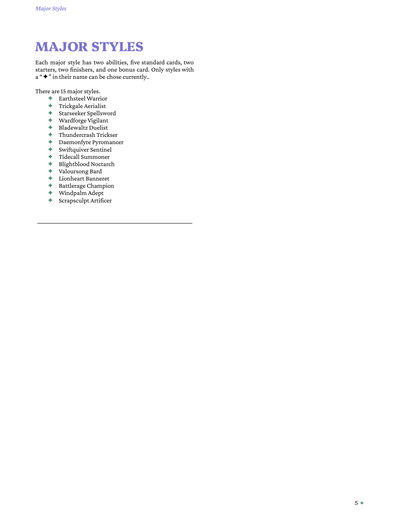 Major Styles
MAJOR STYLES
Each major style has two abilities, five standard cards, two
starters, two finishers, and one bonus card. Only styles with
a “✦” in their name can be chose currently..
There are 15 major styles.
✦ Earthsteel Warrior
✦ Trickgale Aerialist
✦ Starseeker Spellsword
✦ Wardforge Vigilant
✦ Bladewaltz Duelist
✦ Thundercrash Trickser
✦ Daemonfyre Pyromancer
✦ Swiftquiver Sentinel
✦ Tidecall Summoner
✦ Blightblood Noctarch
✦ Valoursong Bard
✦ Lionheart Banneret
✦ Battlerage Champion
✦ Windpalm Adept
✦ Scrapsculpt Artificer
5 ✦